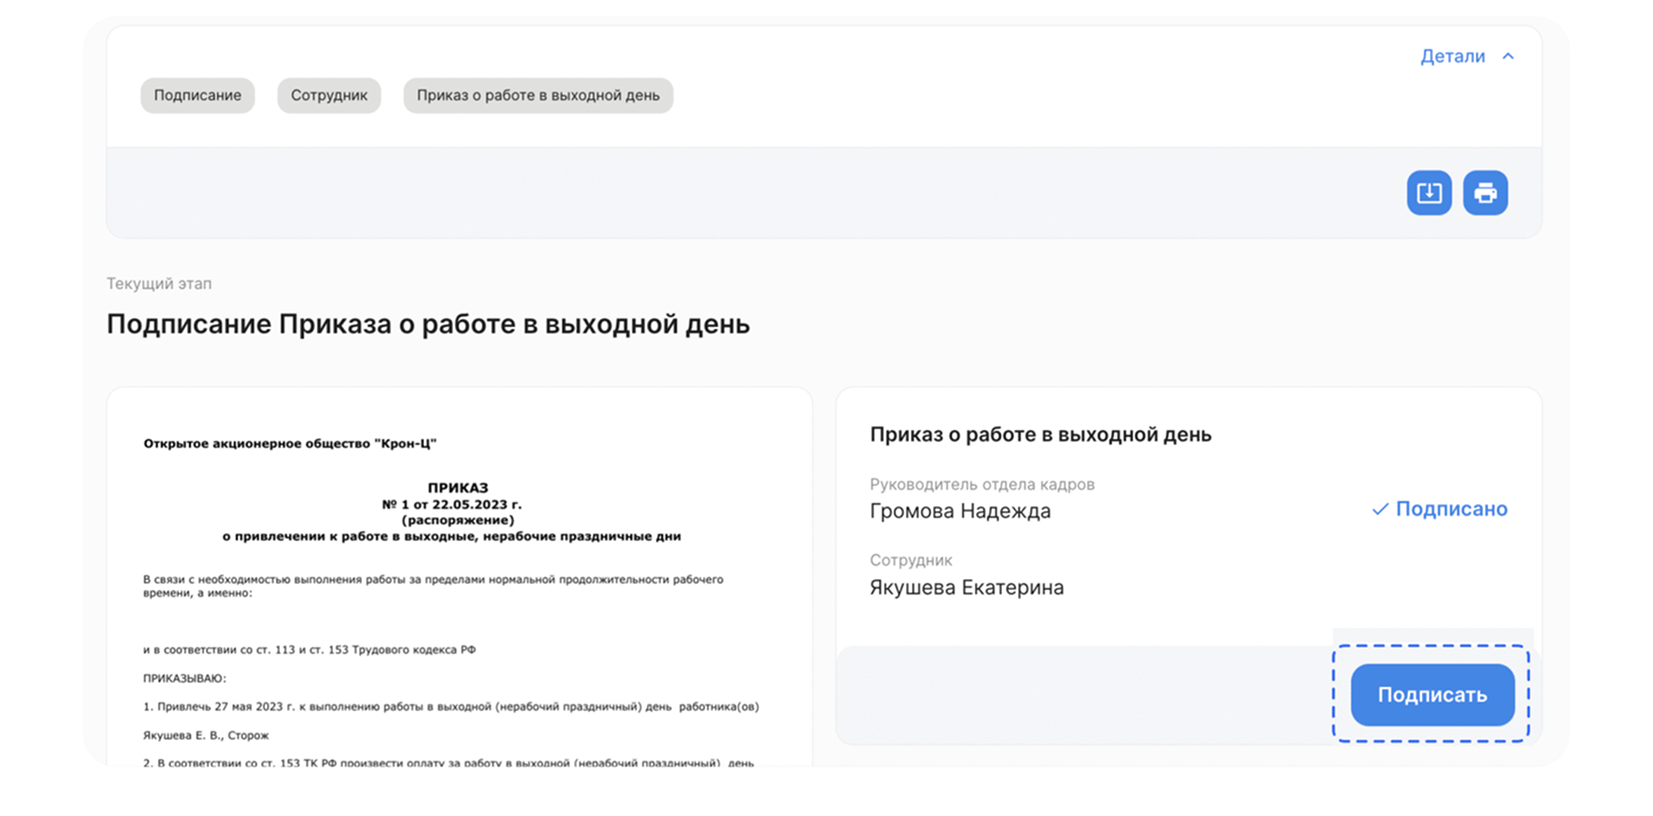 Детали
Подписание
Сотрудник
Приказ о работе в выходной день
Текущий этап
Подписание Приказа о работе в выходной день
Открытое акционерное общество "Крон-Ц"
ПРИКАЗ
№ 1 от 22.05.2023 г.
(распоряжение)
о привлечении к работе в выходные, нерабочие праздничные дни
В связи с необходимостью выполнения работы за пределами нормальной продолжительности рабочего
времени, а именно:
и в соответствии со ст. 113 и ст. 153 Трудового кодекса РФ
ПРИКАЗЫВАЮ:
1. Привлечь 27 мая 2023 г. к выполнению работы в выходной (нерабочий праздничный) день работника(ов)
Якушева Е. В., Сторож
2. В соответствии со ст. 153 ТК РФ произвести оплату за работу в выходной (нерабочий праздничный) день
Приказ о работе в выходной день
Руководитель отдела кадров
Громова Надежда
Подписано
Сотрудник
Якушева Екатерина
Подписать